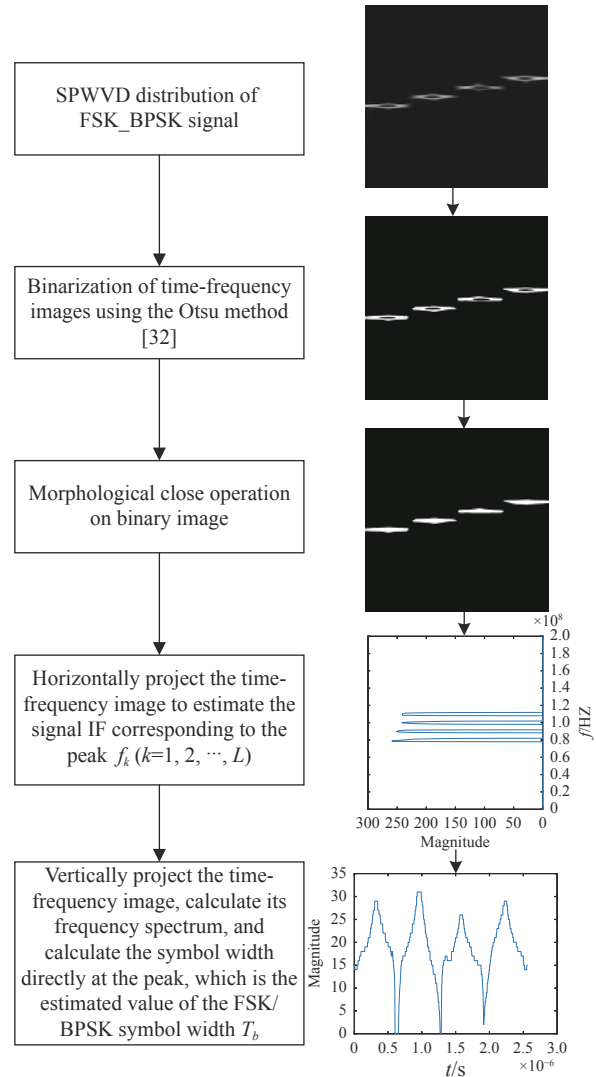 SPWVD distribution of
FSK_BPSK signal
Binarization of time-frequency
images using the Otsu method
[32]
Morphological close operation
on binary image
Horizontally project the time-
frequency image to estimate the
signal IF corresponding to the
peak f_k (k=1, 2, ···, L)
×10^8
2.0
1.8
1.6
1.4
1.2
1.0
0.8
0.6
0.4
0.2
0
f/HZ
300 250 200 150 100 50 0
Magnitude
Vertically project the time-
frequency image, calculate its
frequency spectrum, and
calculate the symbol width
directly at the peak, which is the
estimated value of the FSK/
BPSK symbol width T_b
35
30
25
20
15
10
5
0
Magnitude
0 0.5 1.0 1.5 2.0 2.5 3.0
t/s
×10^-6